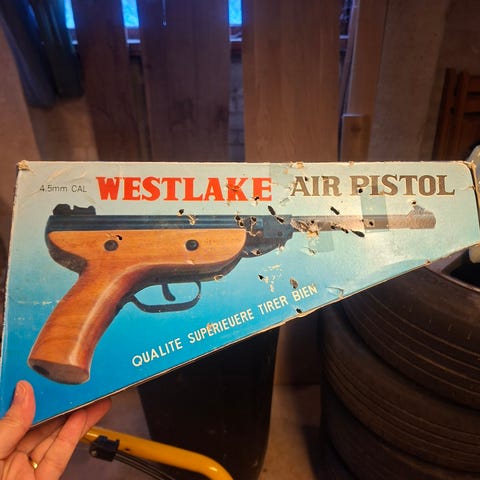 4.5mm CAL WESTLAKE AIR PISTOL
QUALITE SUPERIEUERE TIRER BIEN